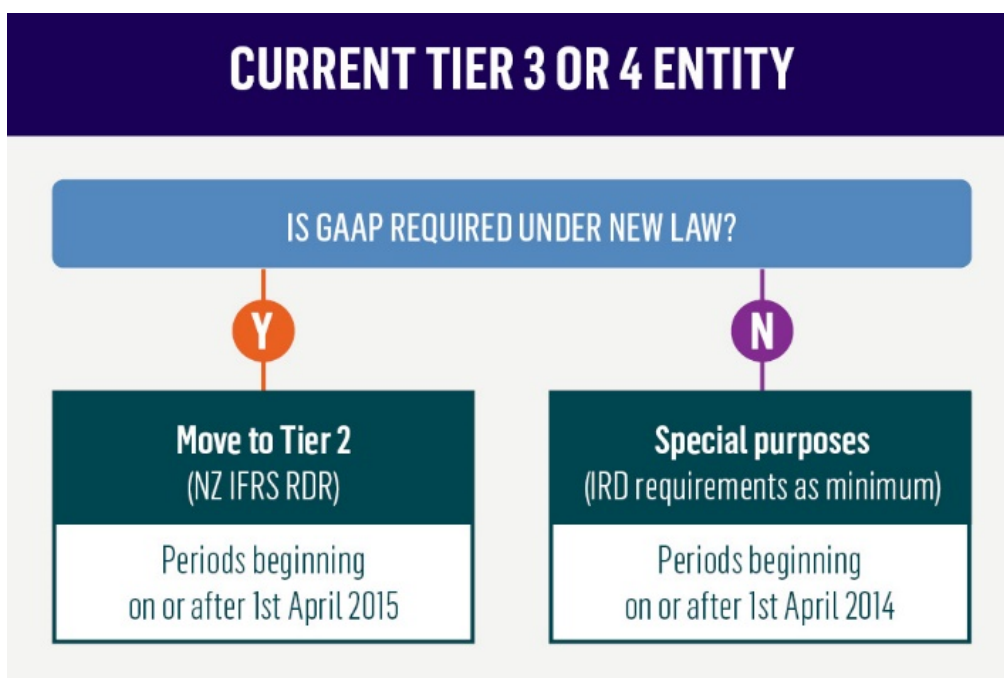 CURRENT TIER 3 OR 4 ENTITY
IS GAAP REQUIRED UNDER NEW LAW?
Y
N
Move to Tier 2
(NZ IFRS RDR)
Periods beginning
on or after 1st April 2015
Special purposes
(IRD requirements as minimum)
Periods beginning
on or after 1st April 2014